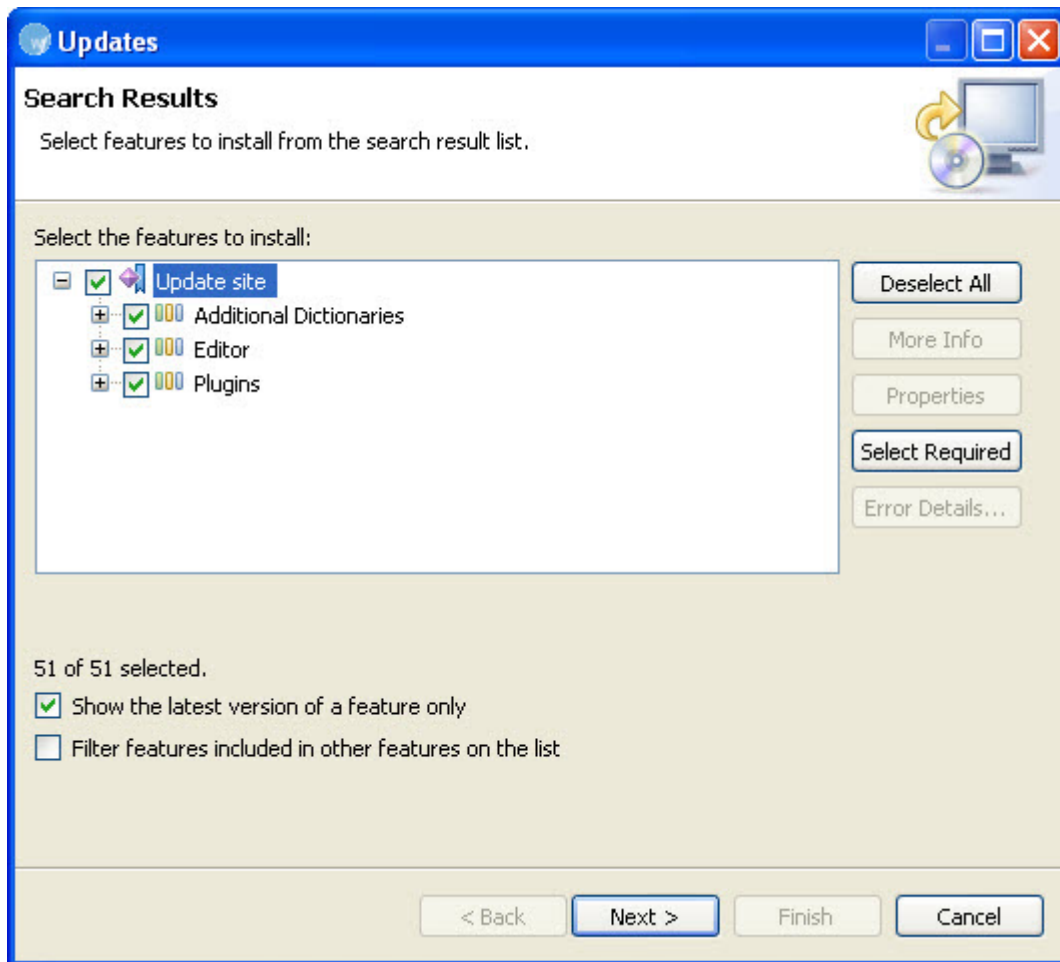 Updates
Search Results
Select features to install from the search result list.
Select the features to install:
Update site
Additional Dictionaries
Editor
Plugins
Deselect All
More Info
Properties
Select Required
Error Details...
51 of 51 selected.
Show the latest version of a feature only
Filter features included in other features on the list
< Back Next > Finish Cancel